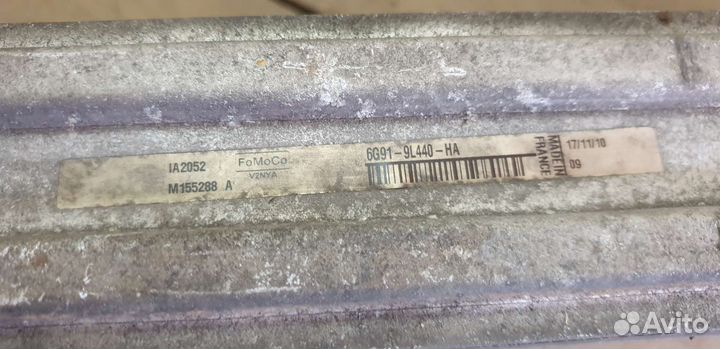 IA2052
M155288 A
FoMoCo
V2NYA
6G91-9L440-HA
MADE IN
FRANCE
17/11/10
09
Avito